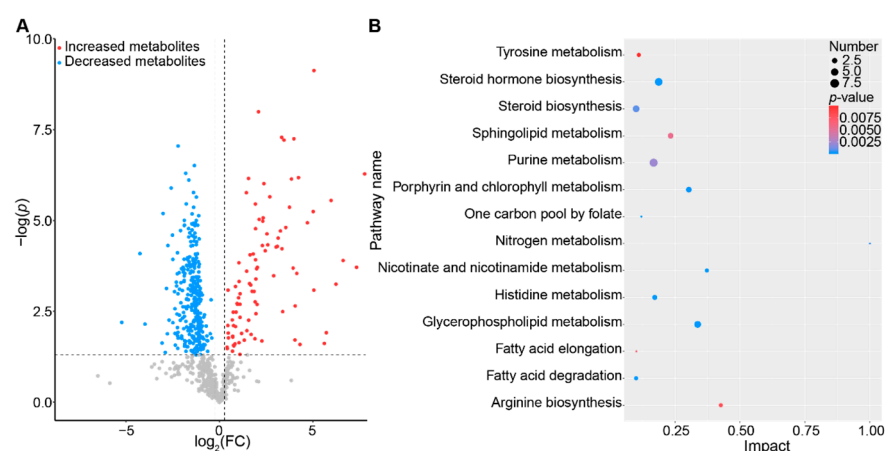 A
Increased metabolites
Decreased metabolites
10.0
7.5
5.0
2.5
0.0
−log(p)
−5
0
5
log2(FC)
B
Pathway name
Tyrosine metabolism
Steroid hormone biosynthesis
Steroid biosynthesis
Sphingolipid metabolism
Purine metabolism
Porphyrin and chlorophyll metabolism
One carbon pool by folate
Nitrogen metabolism
Nicotinate and nicotinamide metabolism
Histidine metabolism
Glycerophospholipid metabolism
Fatty acid elongation
Fatty acid degradation
Arginine biosynthesis
0.25
0.50
0.75
1.00
Impact
Number
2.5
5.0
7.5
p-value
0.0075
0.0050
0.0025